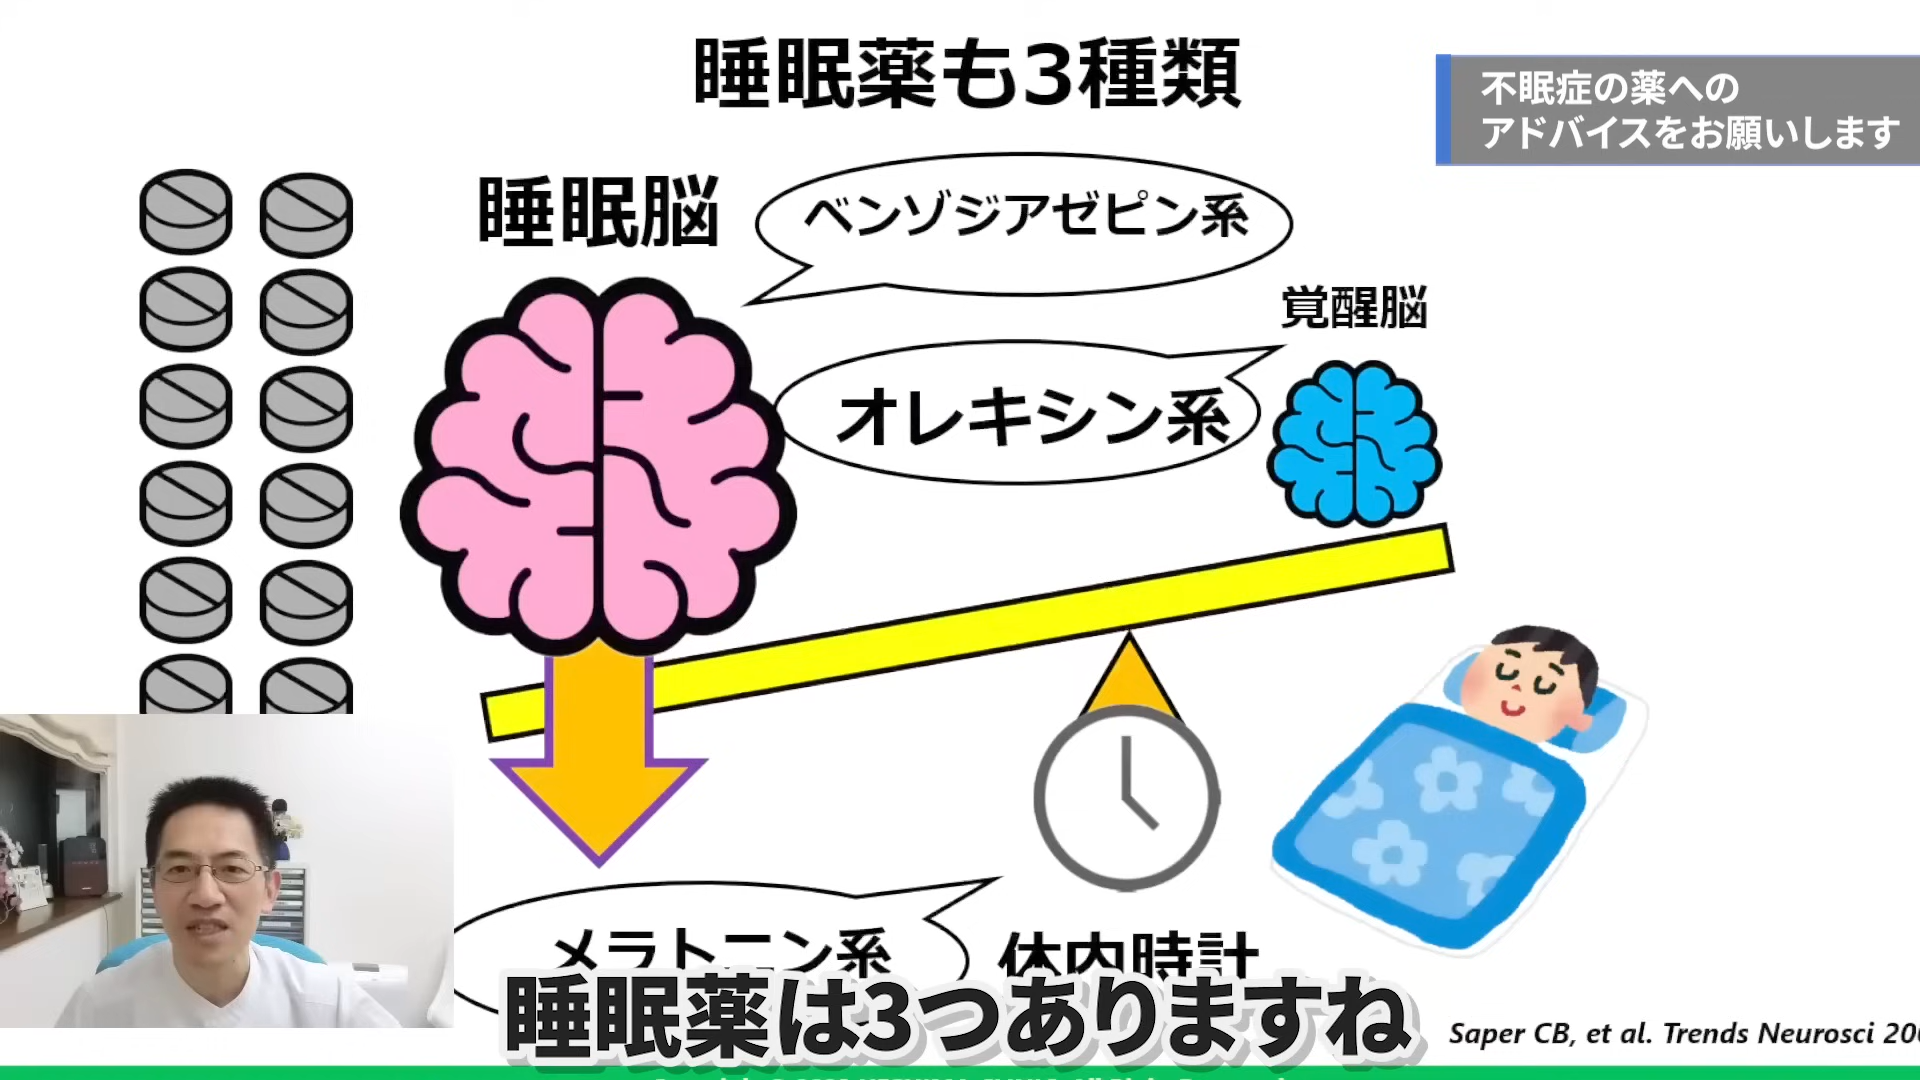 睡眠薬も3種類
不眠症の薬への
アドバイスをお願いします
睡眠脳
ベンゾジアゼピン系
覚醒脳
オレキシン系
メラトニン系
体内時計
睡眠薬は3つありますね
Saper CB, et al. Trends Neurosci